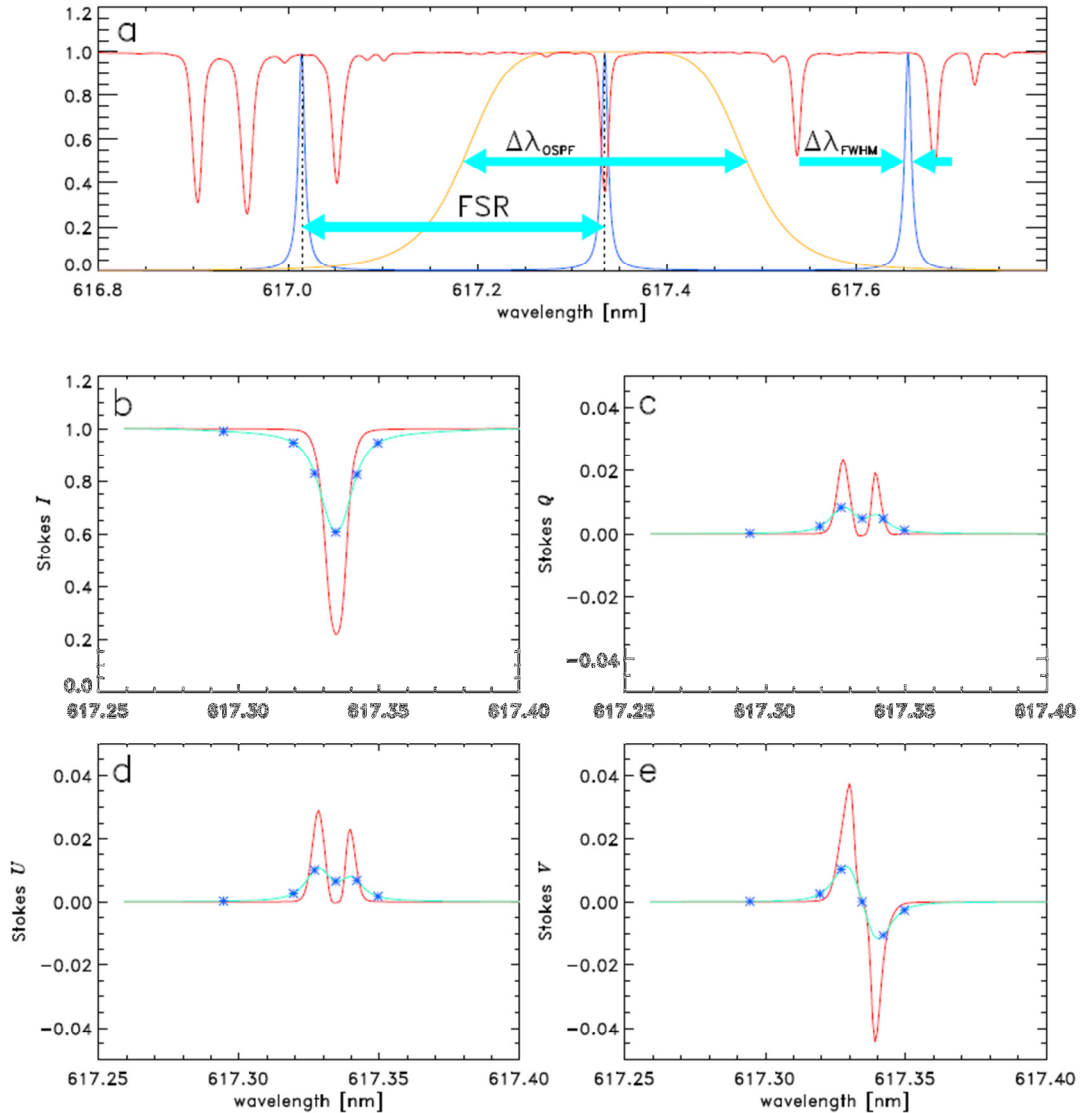 a
1.2
1.0
0.8
0.6
0.4
0.2
0.0
Δλ OSPF
Δλ FWHM
FSR
616.8 617.0 617.2 617.4 617.6
wavelength [nm]
b
1.2
1.0
0.8
0.6
0.4
0.2
0.0
Stokes I
617.25 617.30 617.35 617.40
c
0.04
0.02
0.00
−0.02
−0.04
Stokes Q
617.25 617.30 617.35 617.40
d
0.04
0.02
0.00
−0.02
−0.04
Stokes U
617.25 617.30 617.35 617.40
wavelength [nm]
e
0.04
0.02
0.00
−0.02
−0.04
Stokes V
617.25 617.30 617.35 617.40
wavelength [nm]